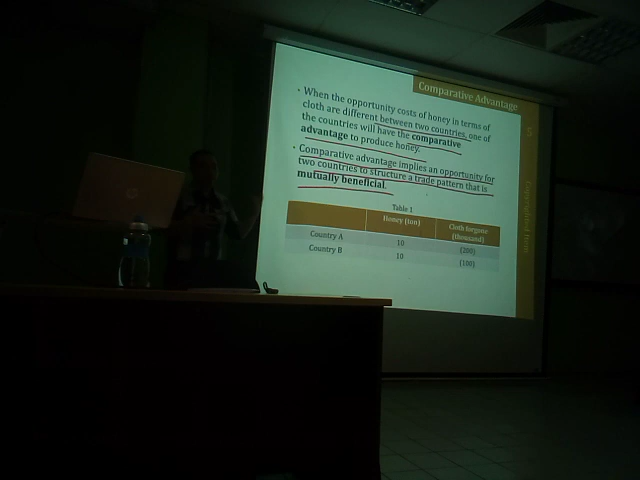 Comparative Advantage
5
• When the opportunity costs of honey in terms of
cloth are different between two countries, one of
the countries will have the comparative
advantage to produce honey.
• Comparative advantage implies an opportunity for
two countries to structure a trade pattern that is
mutually beneficial.
Table 1
Honey (ton) Cloth forgone
(thousand)
Country A 10 (200)
Country B 10 (100)
hp